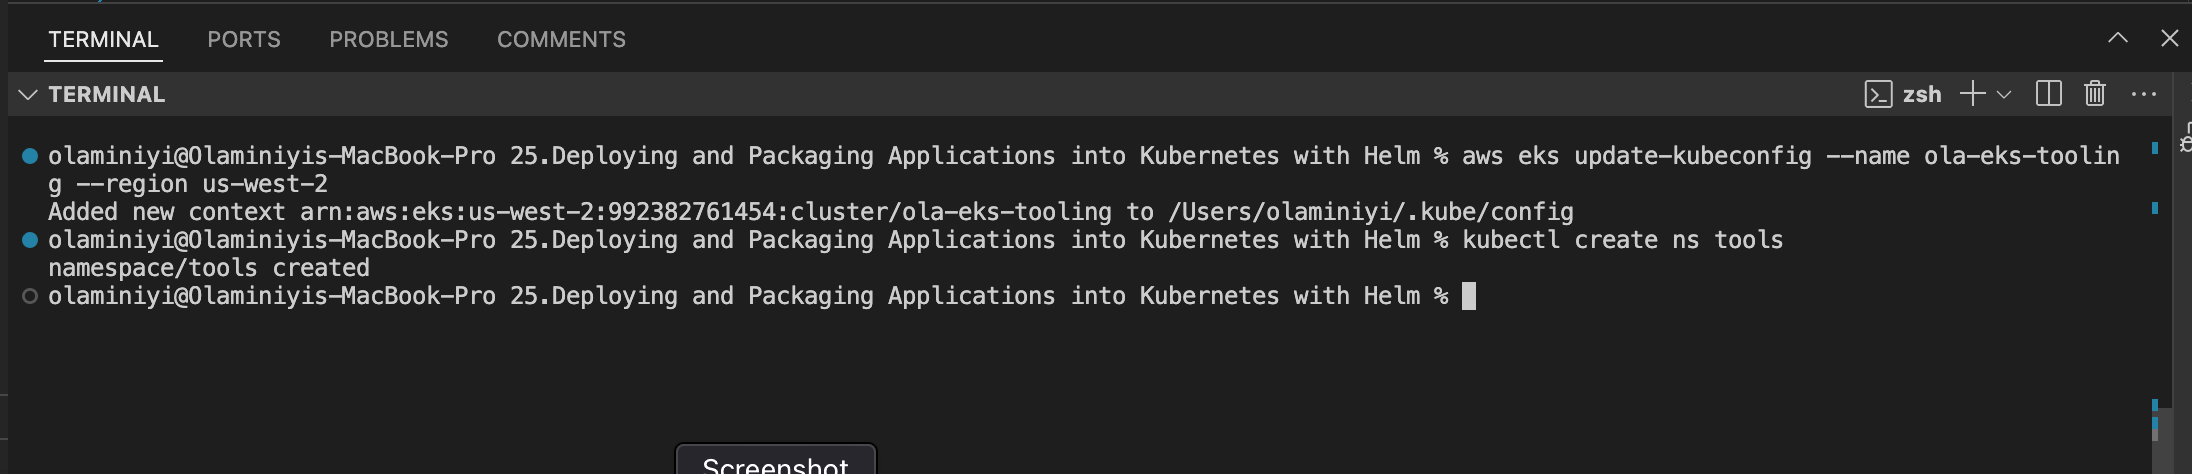 TERMINAL PORTS PROBLEMS COMMENTS
TERMINAL zsh
olaminiyi@Olaminiyis-MacBook-Pro 25.Deploying and Packaging Applications into Kubernetes with Helm % aws eks update-kubeconfig --name ola-eks-toolin
g --region us-west-2
Added new context arn:aws:eks:us-west-2:992382761454:cluster/ola-eks-tooling to /Users/olaminiyi/.kube/config
olaminiyi@Olaminiyis-MacBook-Pro 25.Deploying and Packaging Applications into Kubernetes with Helm % kubectl create ns tools
namespace/tools created
olaminiyi@Olaminiyis-MacBook-Pro 25.Deploying and Packaging Applications into Kubernetes with Helm %
Screenshot